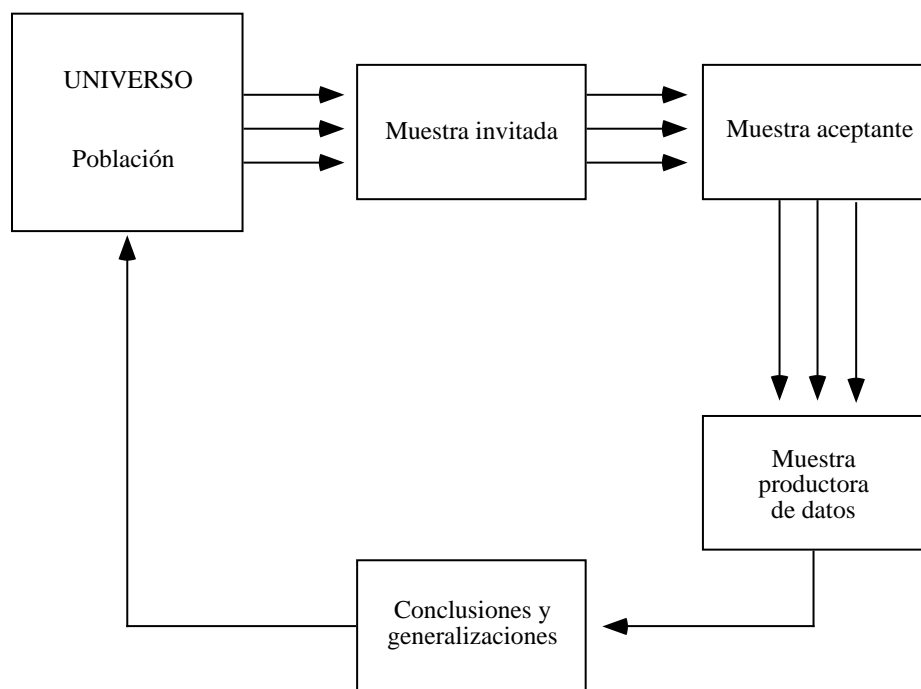 UNIVERSO
Población
Muestra invitada
Muestra aceptante
Muestra
productora
de datos
Conclusiones y
generalizaciones